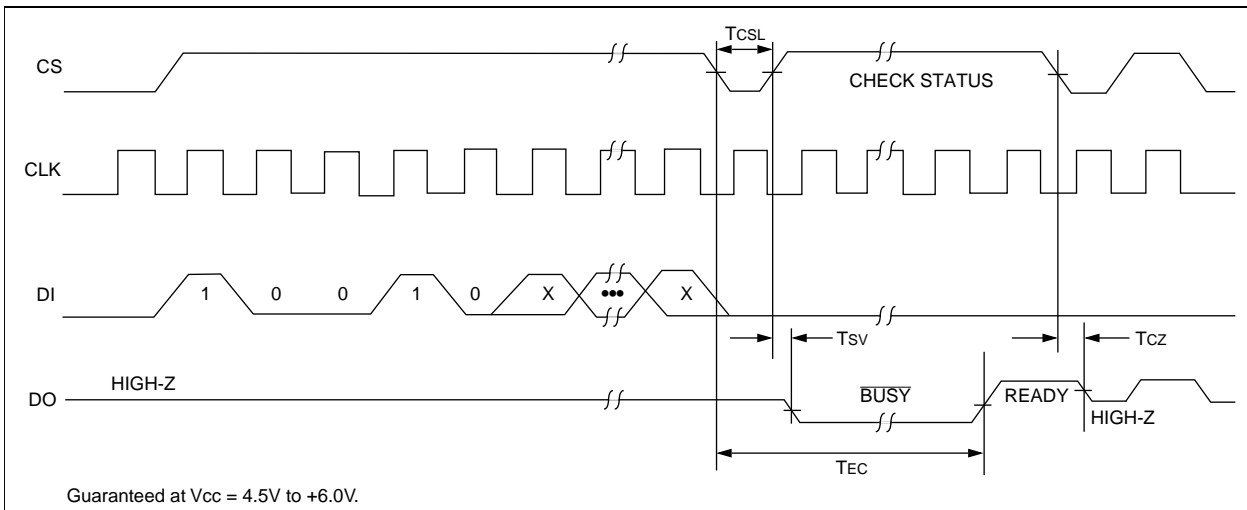 TCSL
CS
CHECK STATUS
CLK
DI
1 0 0 1 0 X ••• X
TSV
TCZ
HIGH-Z
DO
BUSY
READY
HIGH-Z
TEC
Guaranteed at Vcc = 4.5V to +6.0V.